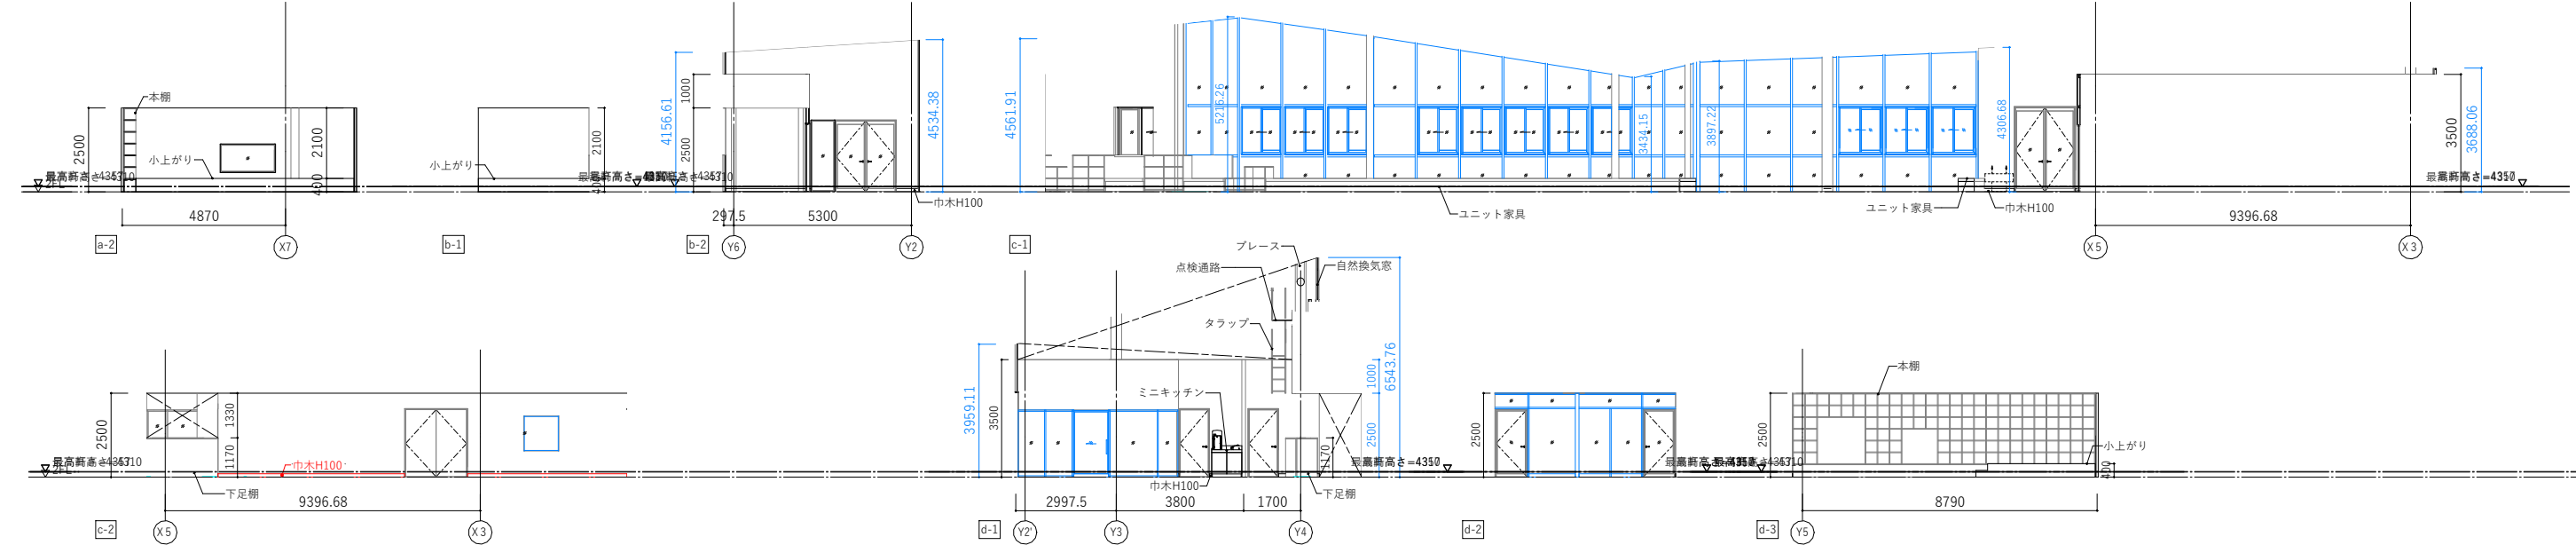 本棚
小上がり
2500
2100
400
4870
a-2
X7
小上がり
2100
b-1
4156.61
1000
2500
297.5
5300
4534.38
巾木H100
b-2
Y6
Y2
4561.91
5216.26
3434.15
3897.22
4306.68
ユニット家具
ユニット家具
巾木H100
c-1
3500
3688.06
9396.68
X5
X3
2500
1330
1170
巾木H100
下足棚
9396.68
c-2
X5
X3
ブレース
点検通路
自然換気窓
タラップ
ミニキッチン
3959.11
3500
1000
2500
6543.76
1170
巾木H100
下足棚
2997.5
3800
1700
d-1
Y2'
Y3
Y4
2500
d-2
本棚
小上がり
2500
400
8790
d-3
Y5